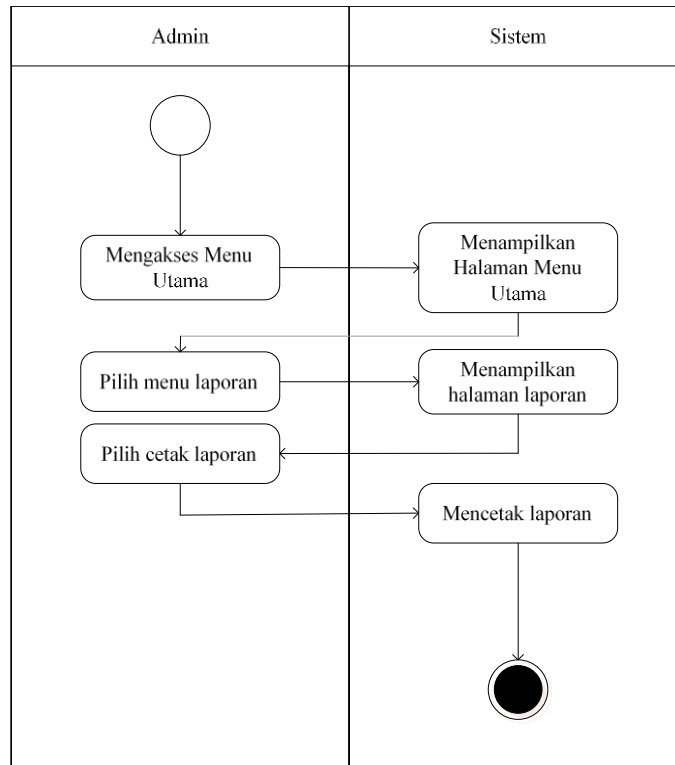 Admin
Sistem
Mengakses Menu
Utama
Menampilkan
Halaman Menu
Utama
Pilih menu laporan
Menampilkan
halaman laporan
Pilih cetak laporan
Mencetak laporan